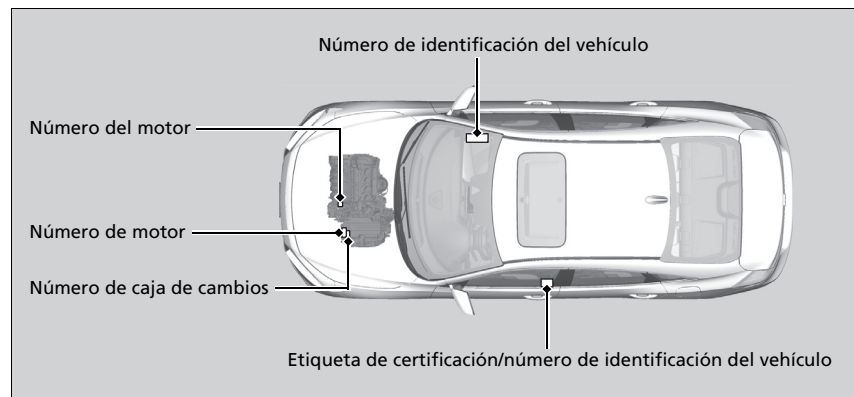 Número de identificación del vehículo
Número del motor
Número de motor
Número de caja de cambios
Etiqueta de certificación/número de identificación del vehículo